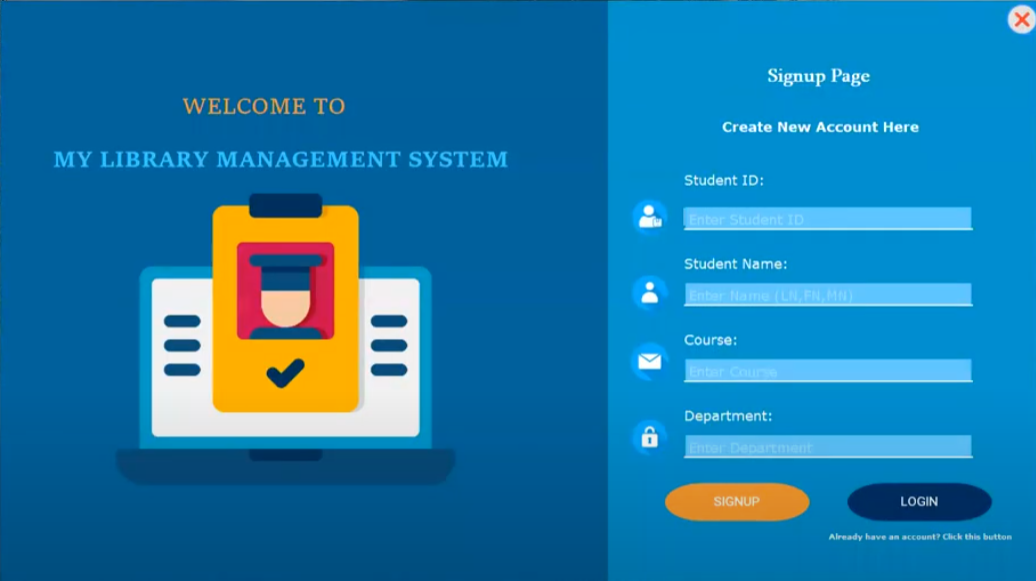 WELCOME TO
MY LIBRARY MANAGEMENT SYSTEM
Signup Page
Create New Account Here
Student ID:
Enter Student ID
Student Name:
Enter Name (LN,FN,MN)
Course:
Enter Course
Department:
Enter Department
SIGNUP
LOGIN
Already have an account? Click this button